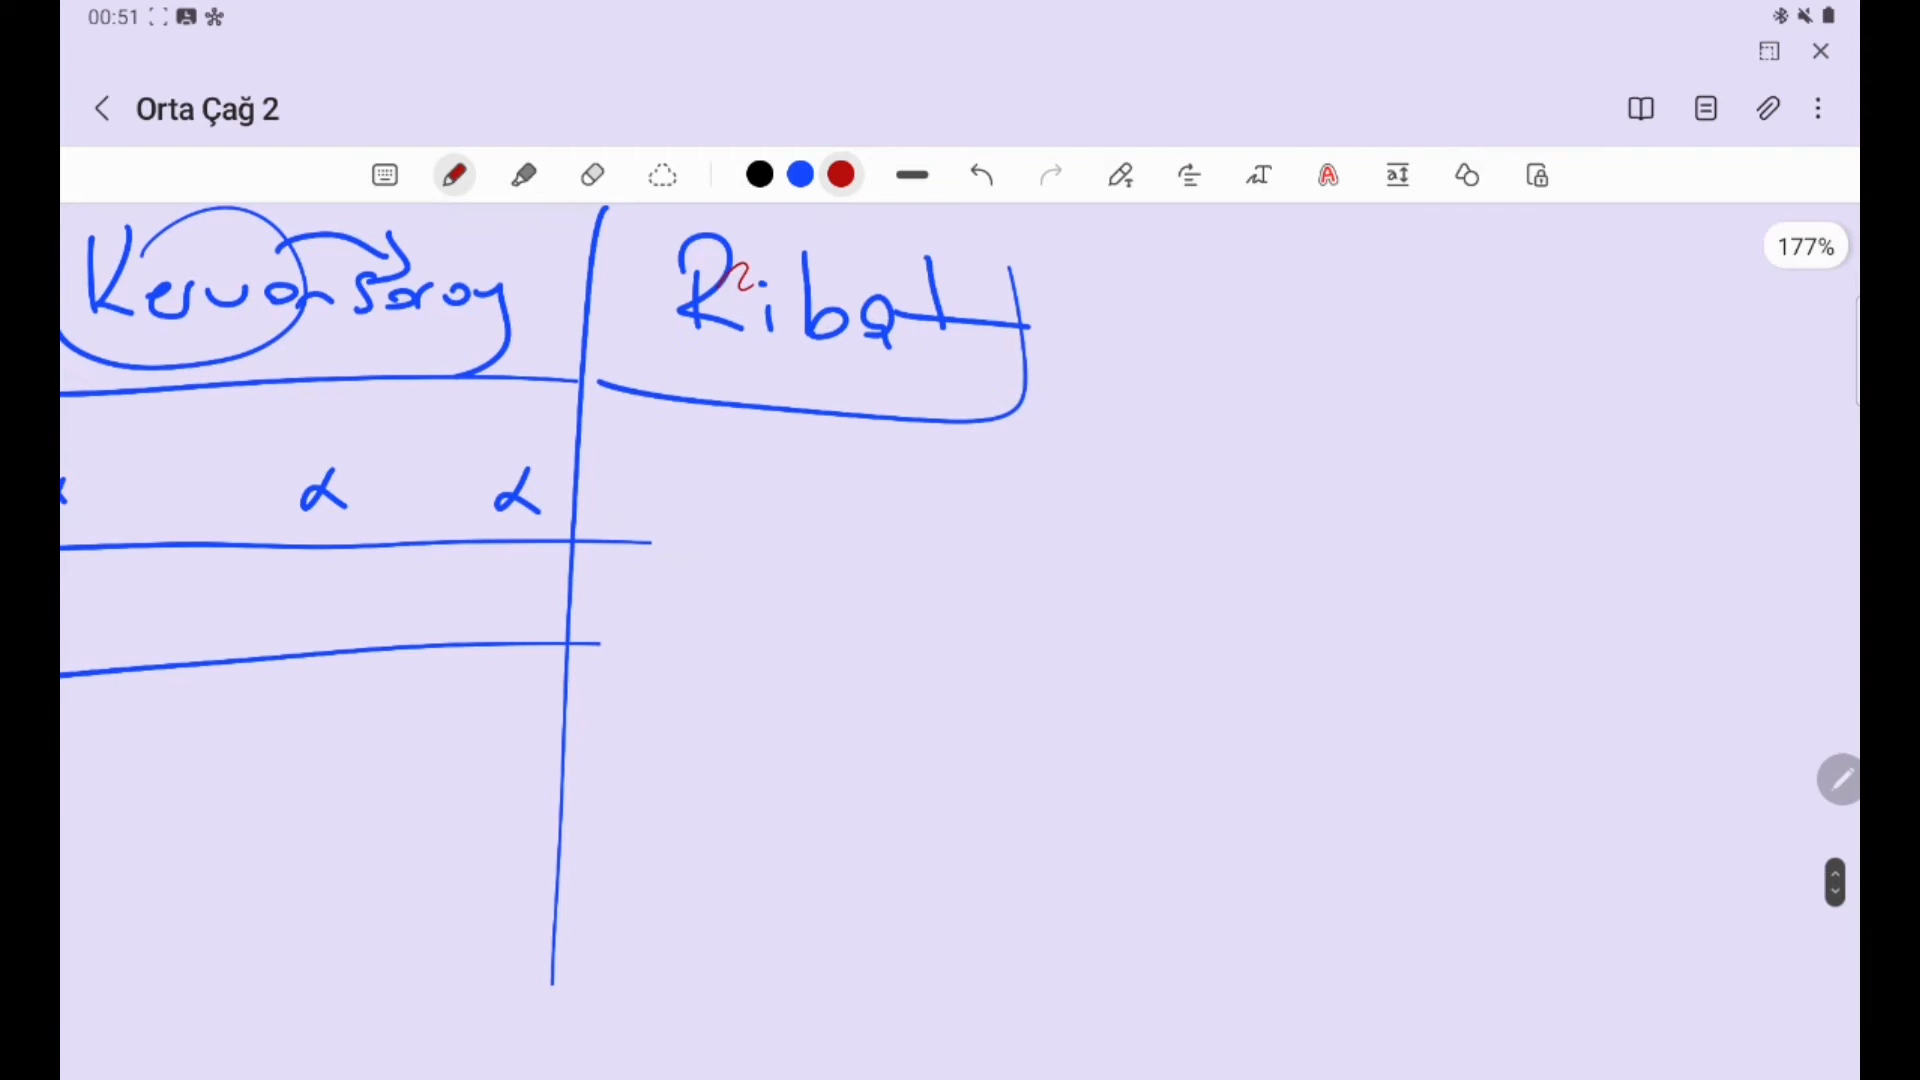 00:51
Orta Çağ 2
177%
Kervansaray
Ribat
α α